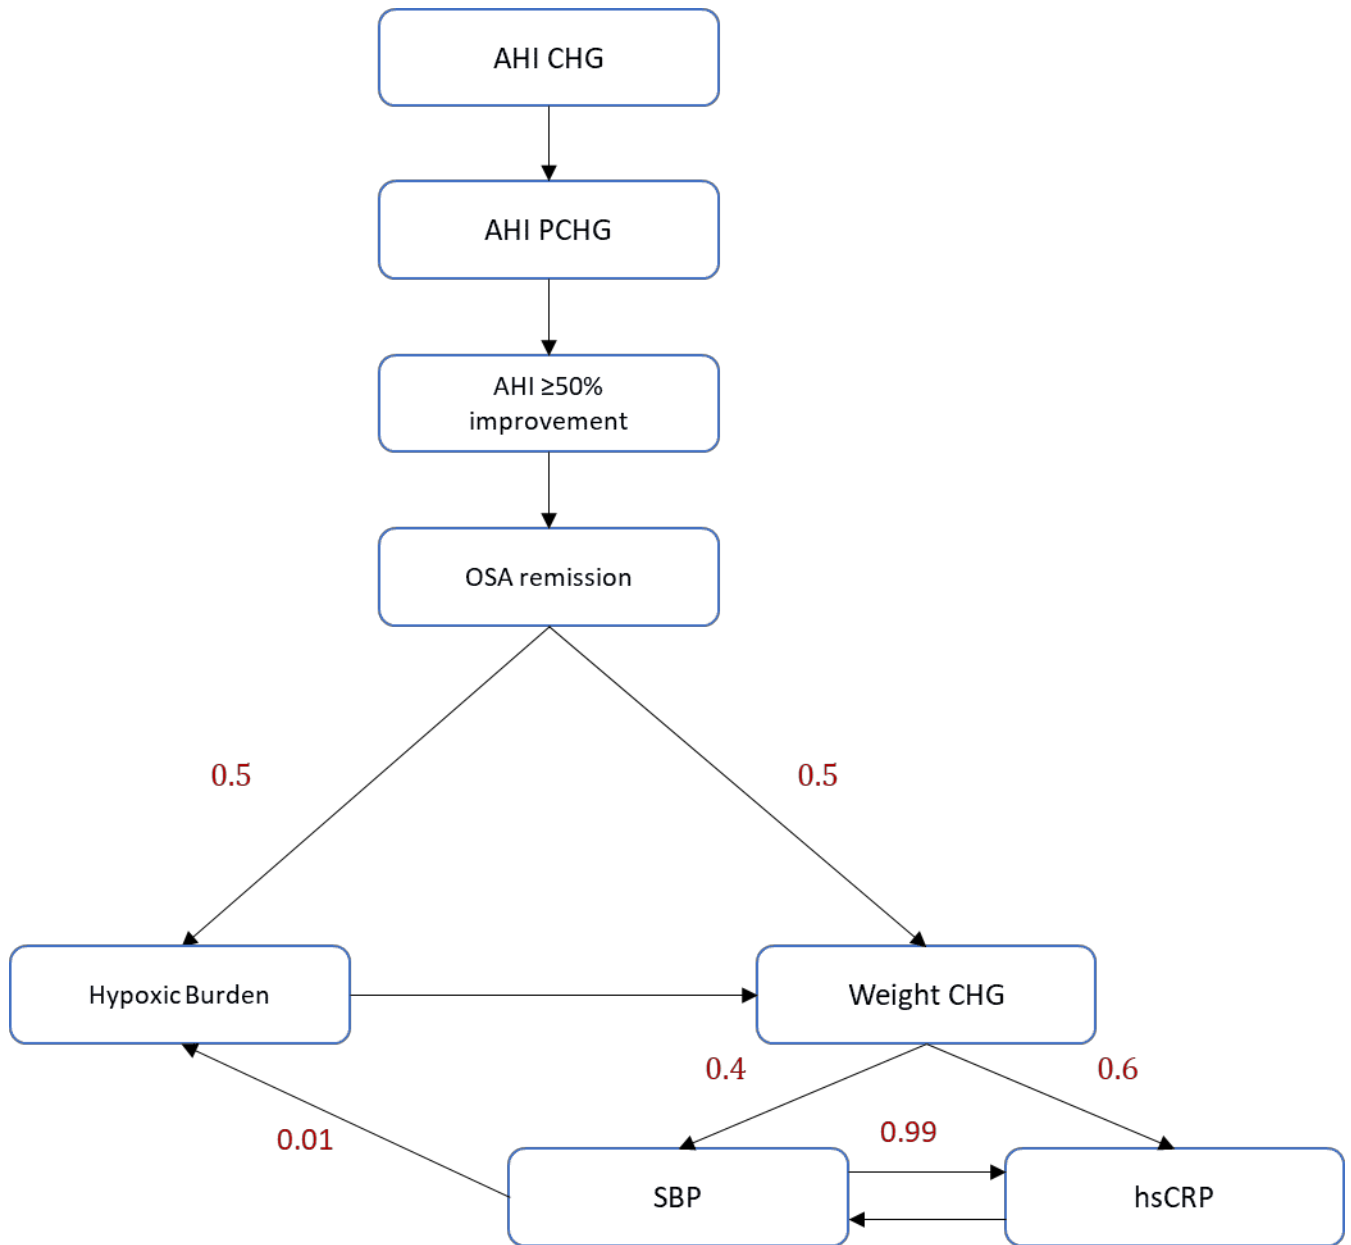 AHI CHG
AHI PCHG
AHI ≥50%
improvement
OSA remission
0.5
0.5
Hypoxic Burden
Weight CHG
0.4
0.6
0.01
0.99
SBP
hsCRP